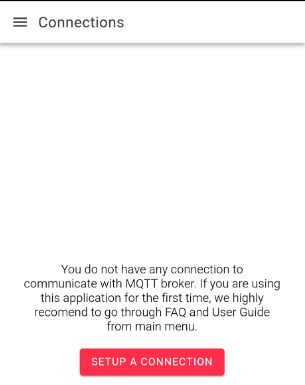 Connections
You do not have any connection to
communicate with MQTT broker. If you are using
this application for the first time, we highly
recomend to go through FAQ and User Guide
from main menu.
SETUP A CONNECTION